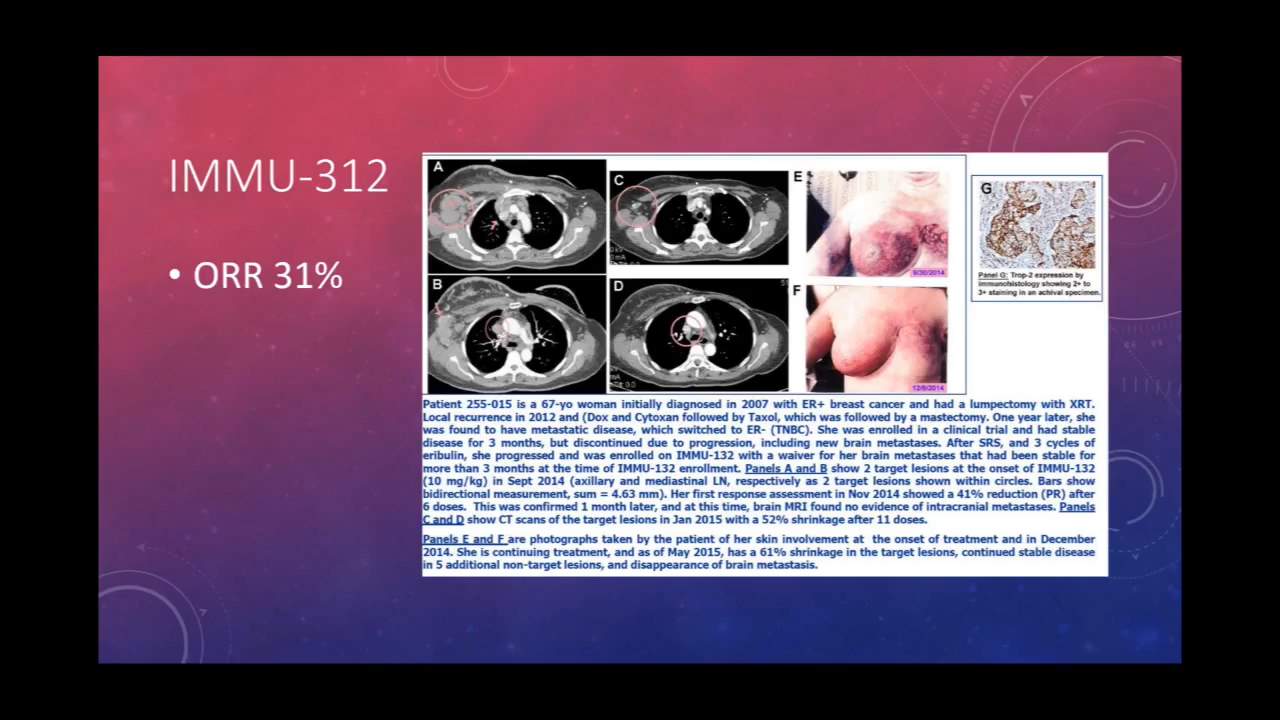 IMMU-312
• ORR 31%
A
C
E
9/30/2014
B
D
F
12/8/2014
G
Panel G: Trop-2 expression by
immunohistology showing 2+ to
3+ staining in an achival specimen.
Patient 255-015 is a 67-yo woman initially diagnosed in 2007 with ER+ breast cancer and had a lumpectomy with XRT.
Local recurrence in 2012 and (Dox and Cytoxan followed by Taxol, which was followed by a mastectomy. One year later, she
was found to have metastatic disease, which switched to ER- (TNBC). She was enrolled in a clinical trial and had stable
disease for 3 months, but discontinued due to progression, including new brain metastases. After SRS, and 3 cycles of
eribulin, she progressed and was enrolled on IMMU-132 with a waiver for her brain metastases that had been stable for
more than 3 months at the time of IMMU-132 enrollment. Panels A and B show 2 target lesions at the onset of IMMU-132
(10 mg/kg) in Sept 2014 (axillary and mediastinal LN, respectively as 2 target lesions shown within circles. Bars show
bidirectional measurement, sum = 4.63 mm). Her first response assessment in Nov 2014 showed a 41% reduction (PR) after
6 doses. This was confirmed 1 month later, and at this time, brain MRI found no evidence of intracranial metastases. Panels
C and D show CT scans of the target lesions in Jan 2015 with a 52% shrinkage after 11 doses.
Panels E and F are photographs taken by the patient of her skin involvement at the onset of treatment and in December
2014. She is continuing treatment, and as of May 2015, has a 61% shrinkage in the target lesions, continued stable disease
in 5 additional non-target lesions, and disappearance of brain metastasis.